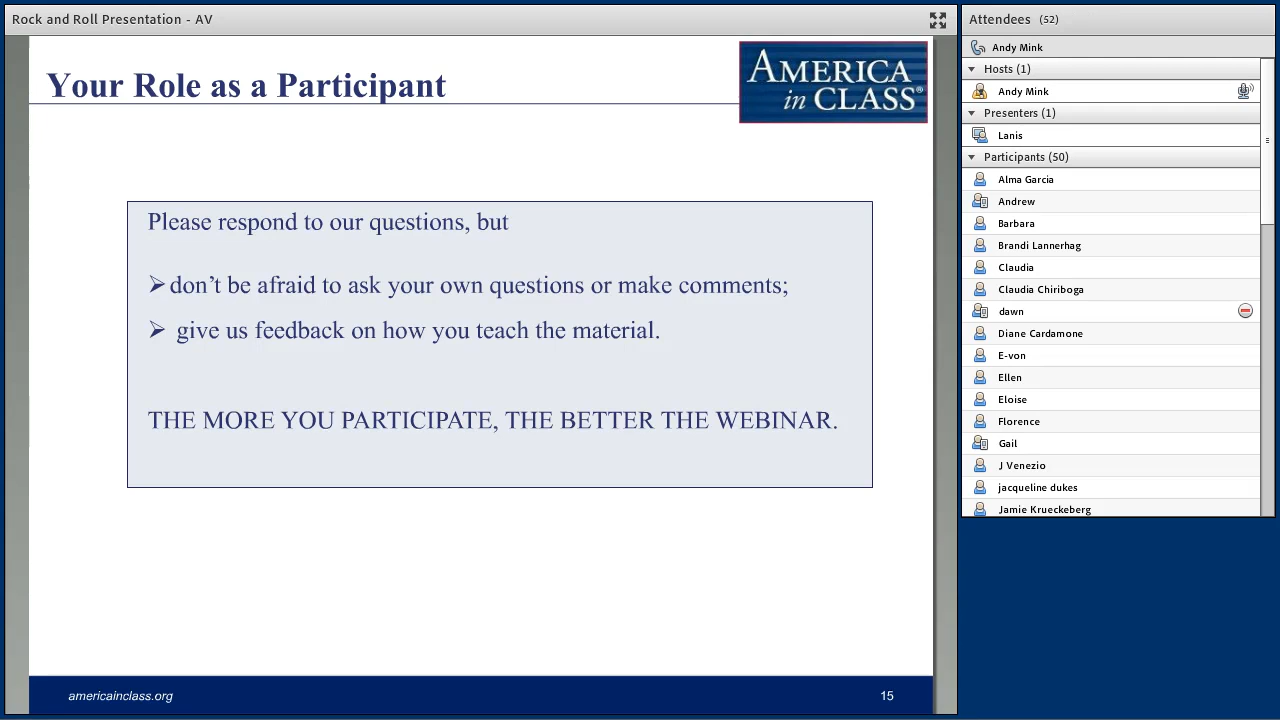 Rock and Roll Presentation - AV
Your Role as a Participant
AMERICA
in CLASS®
Please respond to our questions, but
➢don’t be afraid to ask your own questions or make comments;
➢ give us feedback on how you teach the material.
THE MORE YOU PARTICIPATE, THE BETTER THE WEBINAR.
americainclass.org
15
Attendees (52)
Andy Mink
Hosts (1)
Andy Mink
Presenters (1)
Lanis
Participants (50)
Alma Garcia
Andrew
Barbara
Brandi Lannerhag
Claudia
Claudia Chiriboga
dawn
Diane Cardamone
E-von
Ellen
Eloise
Florence
Gail
J Venezio
jacqueline dukes
Jamie Krueckeberg